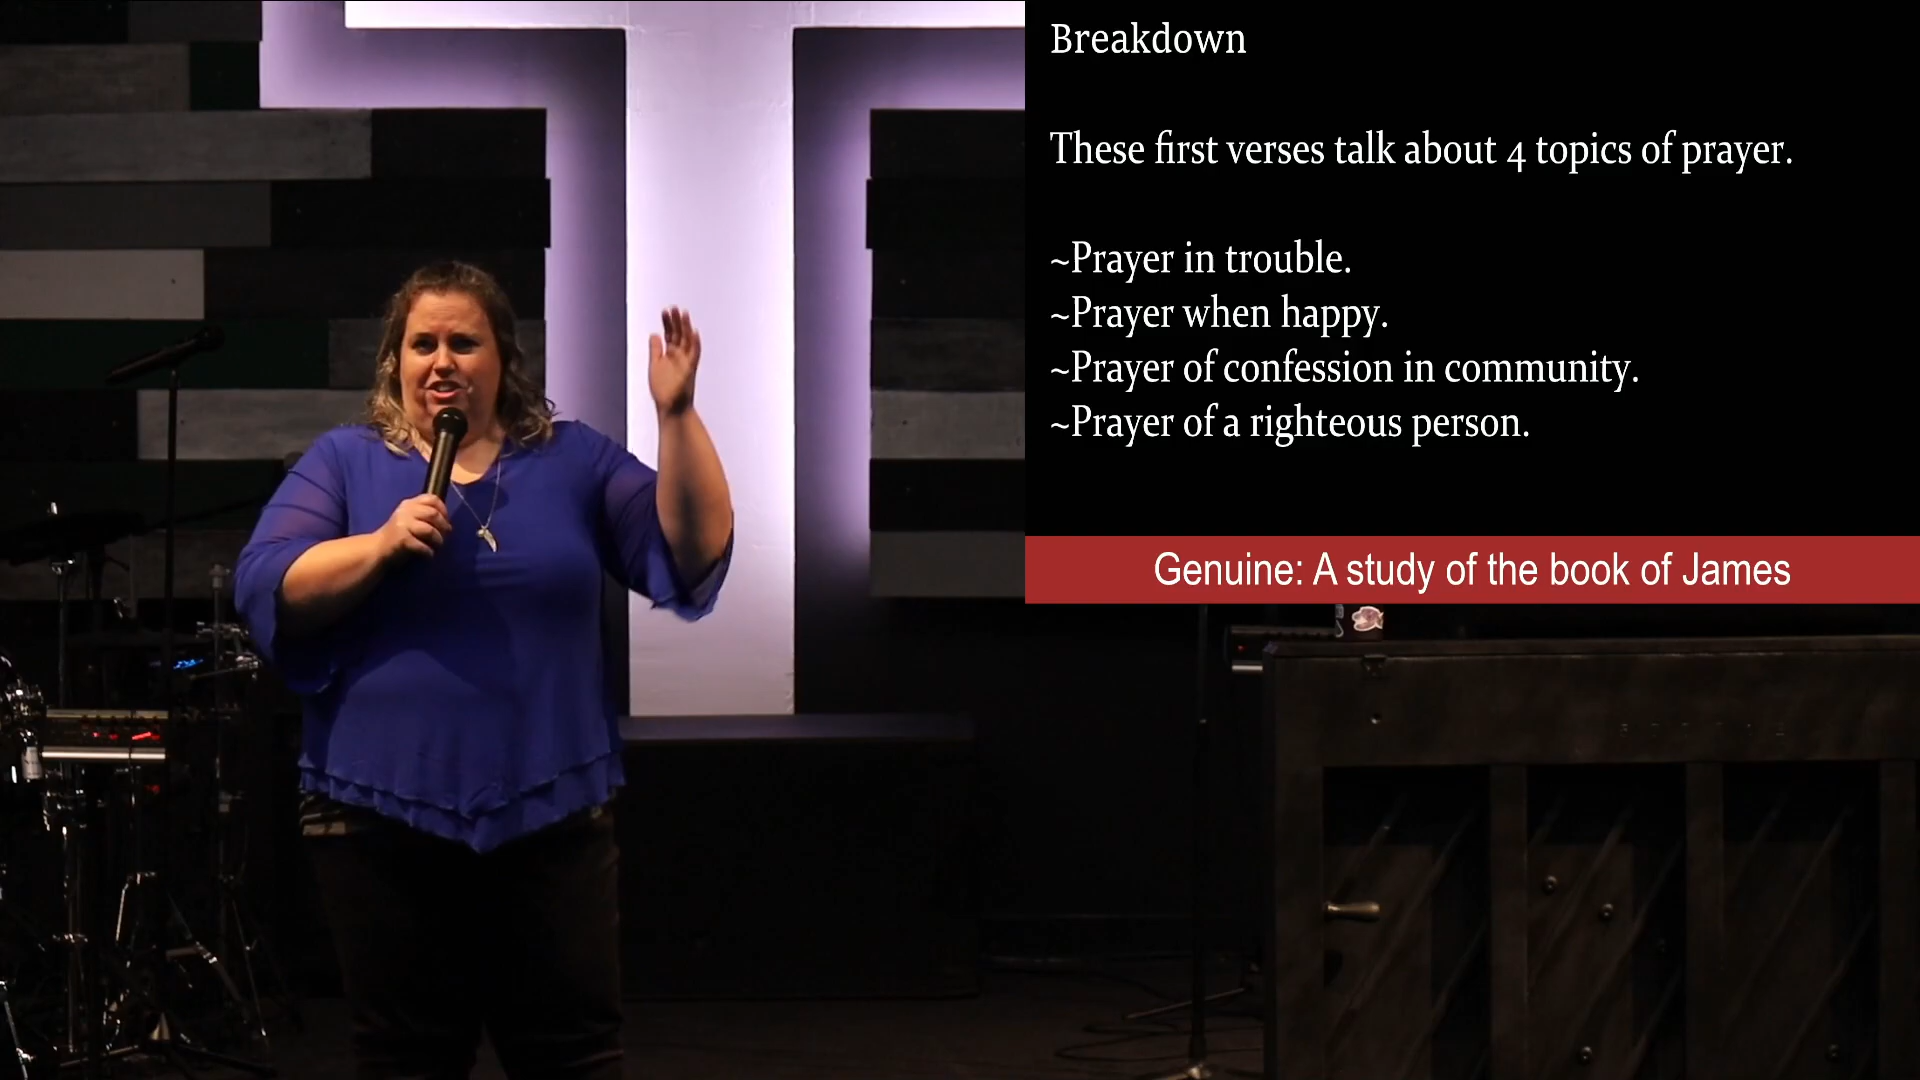 Breakdown
These first verses talk about 4 topics of prayer.
~Prayer in trouble.
~Prayer when happy.
~Prayer of confession in community.
~Prayer of a righteous person.
Genuine: A study of the book of James